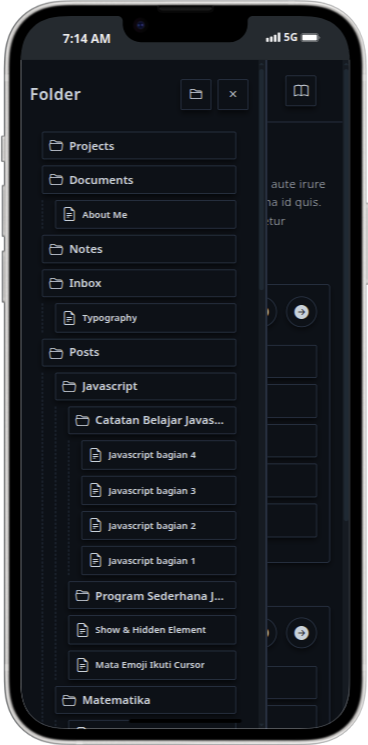 7:14 AM
5G
Folder
×
Projects
Documents
About Me
aute irure
id quis.
Notes
Inbox
Typography
Posts
Javascript
Catatan Belajar Javas...
Javascript bagian 4
Javascript bagian 3
Javascript bagian 2
Javascript bagian 1
Program Sederhana J...
Show & Hidden Element
Mata Emoji Ikuti Cursor
Matematika